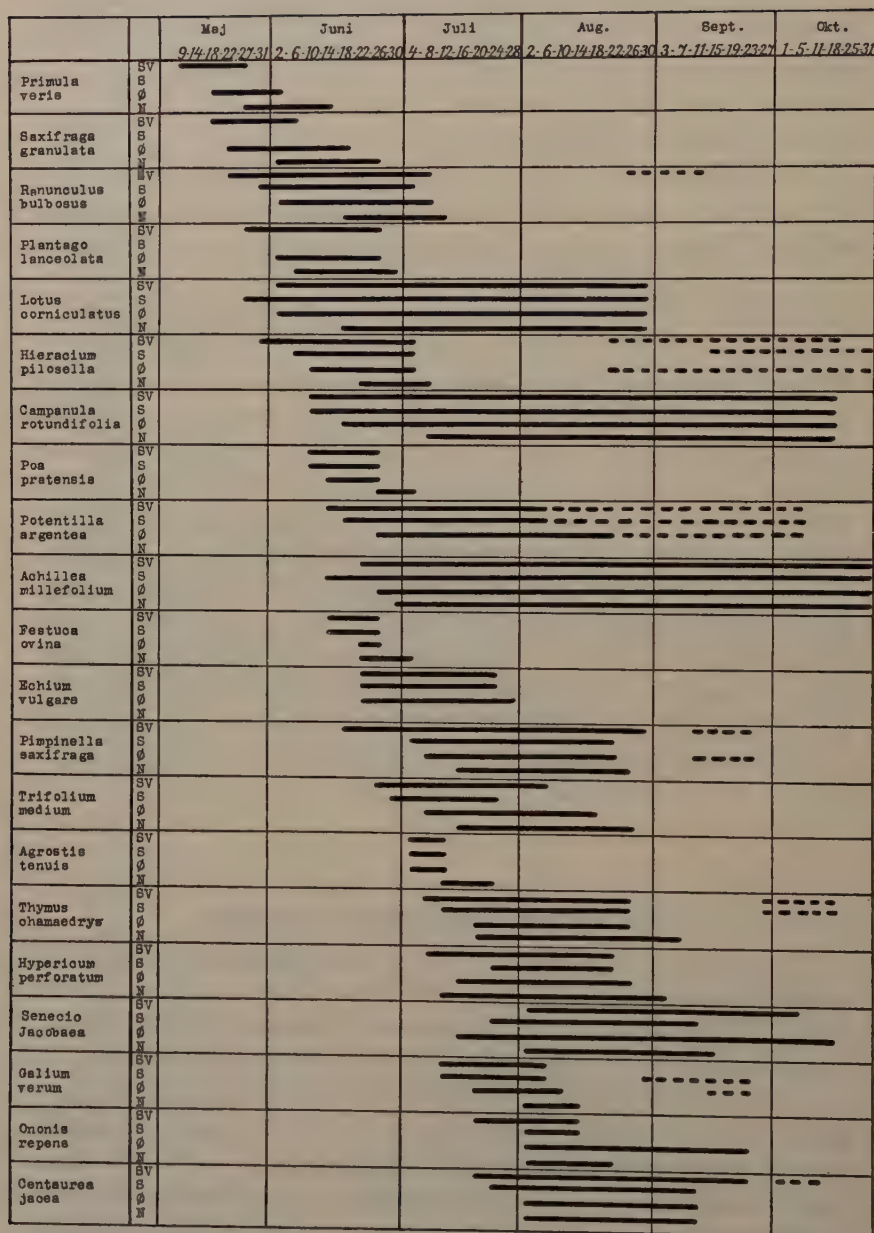 Maj Juni Juli Aug. Sept. Okt.
9-14-18-22-27-31 2-6-10-14-18-22-26-30 4-8-12-16-20-24-28 2-6-10-14-18-22-26-30 3-7-11-15-19-23-27 1-5-11-18-25-31
Primula
veris
SV
S
Ø
N
Saxifraga
granulata
SV
S
Ø
N
Ranunculus
bulbosus
SV
S
Ø
N
Plantago
lanceolata
SV
S
Ø
N
Lotus
corniculatus
SV
S
Ø
N
Hieracium
pilosella
SV
S
Ø
N
Campanula
rotundifolia
SV
S
Ø
N
Poa
pratensis
SV
S
Ø
N
Potentilla
argentea
SV
S
Ø
N
Achillea
millefolium
SV
S
Ø
N
Festuca
ovina
SV
S
Ø
N
Echium
vulgare
SV
S
Ø
N
Pimpinella
saxifraga
SV
S
Ø
N
Trifolium
medium
SV
S
Ø
N
Agrostis
tenuis
SV
S
Ø
N
Thymus
chamaedrys
SV
S
Ø
N
Hypericum
perforatum
SV
S
Ø
N
Senecio
Jacobaea
SV
S
Ø
N
Galium
verum
SV
S
Ø
N
Ononis
repens
SV
S
Ø
N
Centaurea
jacea
SV
S
Ø
N